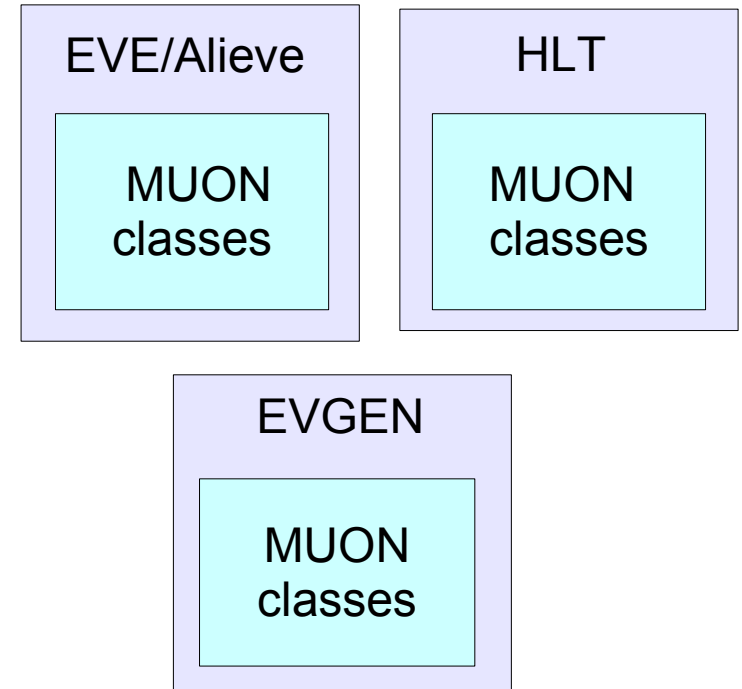 EVE/Alieve
MUON
classes
HLT
MUON
classes
EVGEN
MUON
classes